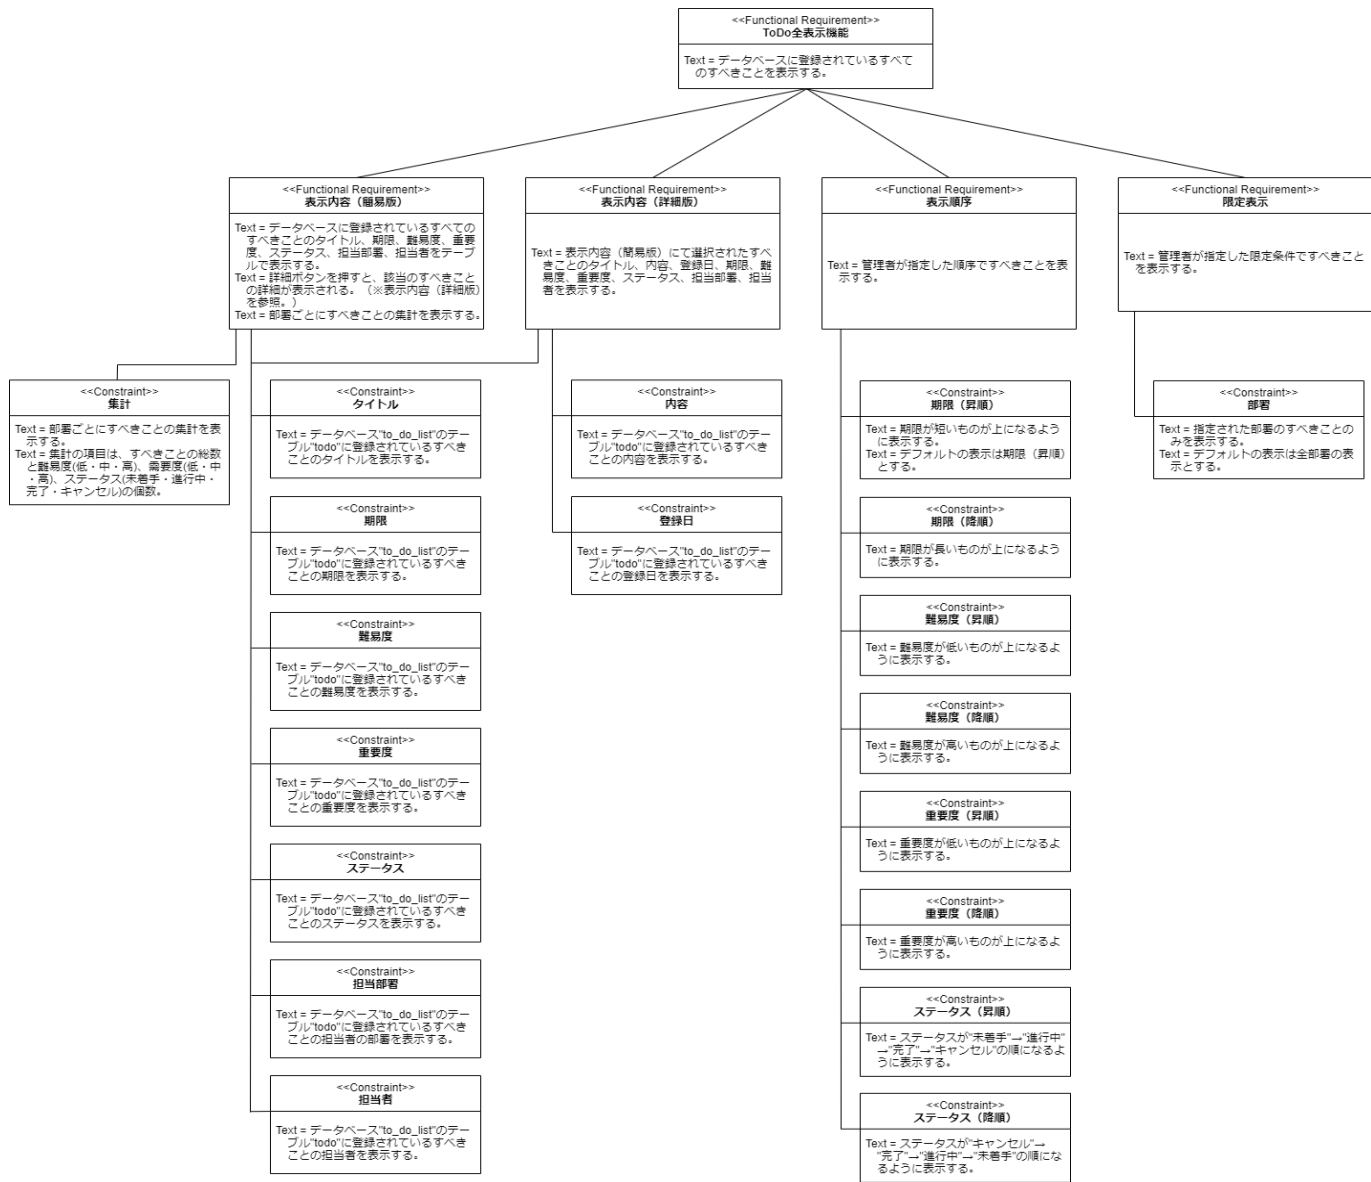 <<Functional Requirement>>
ToDo全表示機能
Text = データベースに登録されているすべて
のすべきことを表示する。
<<Functional Requirement>>
表示内容（簡易版）
Text = データベースに登録されているすべての
すべきことのタイトル、期限、難易度、重要
度、ステータス、担当部署、担当者をテーブ
ルで表示する。
Text = 詳細ボタンを押すと、該当のすべきこと
の詳細が表示される。（※表示内容（詳細版）
を参照。）
Text = 部署ごとにすべきことの集計を表示する。
<<Functional Requirement>>
表示内容（詳細版）
Text = 表示内容（簡易版）にて選択されたすべ
きことのタイトル、内容、登録日、期限、難
易度、重要度、ステータス、担当部署、担当
者を表示する。
<<Functional Requirement>>
表示順序
Text = 管理者が指定した順序ですべきことを表
示する。
<<Functional Requirement>>
限定表示
Text = 管理者が指定した限定条件ですべきこと
を表示する。
<<Constraint>>
集計
Text = 部署ごとにすべきことの集計を表
示する。
Text = 集計の項目は、すべきことの総数
と難易度(低・中・高)、需要度(低・中
・高)、ステータス(未着手・進行中・
完了・キャンセル)の個数。
<<Constraint>>
タイトル
Text = データベース"to_do_list"のテー
ブル"todo"に登録されているすべき
ことのタイトルを表示する。
<<Constraint>>
期限
Text = データベース"to_do_list"のテー
ブル"todo"に登録されているすべき
ことの期限を表示する。
<<Constraint>>
難易度
Text = データベース"to_do_list"のテー
ブル"todo"に登録されているすべき
ことの難易度を表示する。
<<Constraint>>
重要度
Text = データベース"to_do_list"のテー
ブル"todo"に登録されているすべき
ことの重要度を表示する。
<<Constraint>>
ステータス
Text = データベース"to_do_list"のテー
ブル"todo"に登録されているすべき
ことのステータスを表示する。
<<Constraint>>
担当部署
Text = データベース"to_do_list"のテー
ブル"todo"に登録されているすべき
ことの担当者の部署を表示する。
<<Constraint>>
担当者
Text = データベース"to_do_list"のテー
ブル"todo"に登録されているすべき
ことの担当者を表示する。
<<Constraint>>
内容
Text = データベース"to_do_list"のテー
ブル"todo"に登録されているすべき
ことの内容を表示する。
<<Constraint>>
登録日
Text = データベース"to_do_list"のテー
ブル"todo"に登録されているすべき
ことの登録日を表示する。
<<Constraint>>
期限（昇順）
Text = 期限が短いものが上になるよう
に表示する。
Text = デフォルトの表示は期限（昇順）
とする。
<<Constraint>>
期限（降順）
Text = 期限が長いものが上になるよう
に表示する。
<<Constraint>>
難易度（昇順）
Text = 難易度が低いものが上になるよ
うに表示する。
<<Constraint>>
難易度（降順）
Text = 難易度が高いものが上になるよ
うに表示する。
<<Constraint>>
重要度（昇順）
Text = 重要度が低いものが上になるよ
うに表示する。
<<Constraint>>
重要度（降順）
Text = 重要度が高いものが上になるよ
うに表示する。
<<Constraint>>
ステータス（昇順）
Text = ステータスが"未着手"→"進行中"
→"完了"→"キャンセル"の順になるよ
うに表示する。
<<Constraint>>
ステータス（降順）
Text = ステータスが"キャンセル"→
"完了"→"進行中"→"未着手"の順にな
るように表示する。
<<Constraint>>
部署
Text = 指定された部署のすべきことの
みを表示する。
Text = デフォルトの表示は全部署の表
示とする。